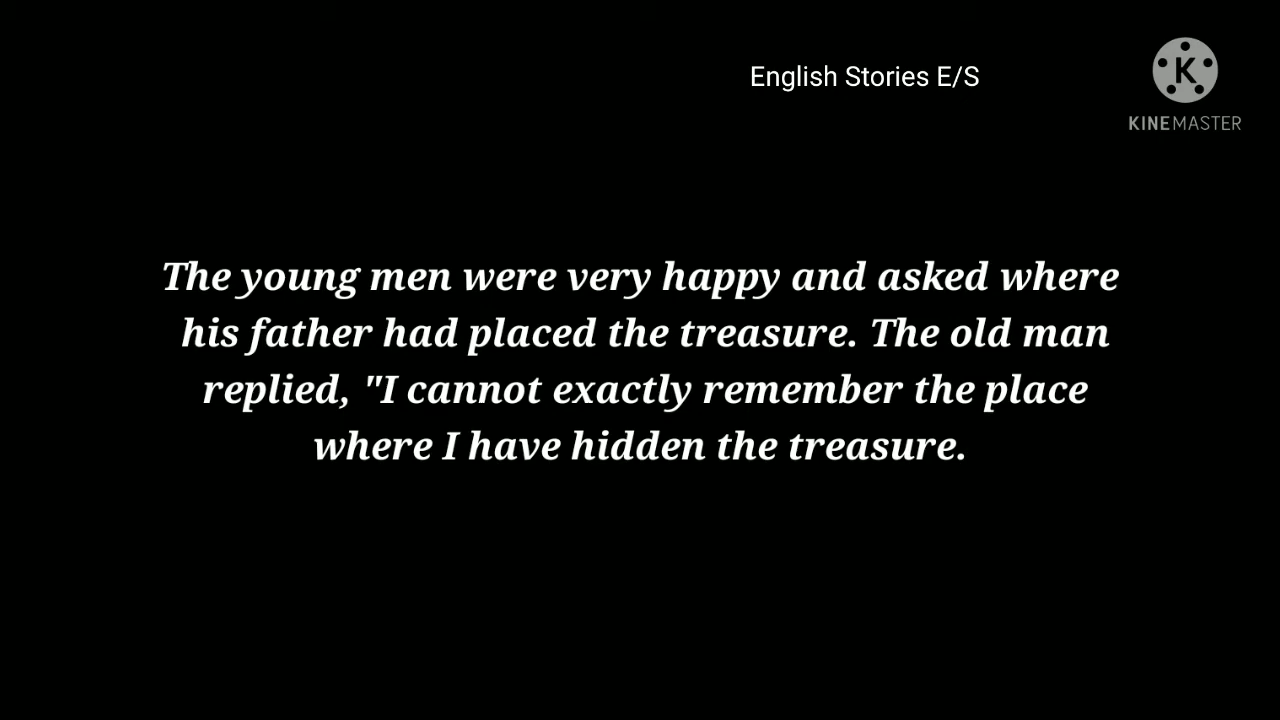 English Stories E/S
K
KINEMASTER
The young men were very happy and asked where
his father had placed the treasure. The old man
replied, "I cannot exactly remember the place
where I have hidden the treasure.